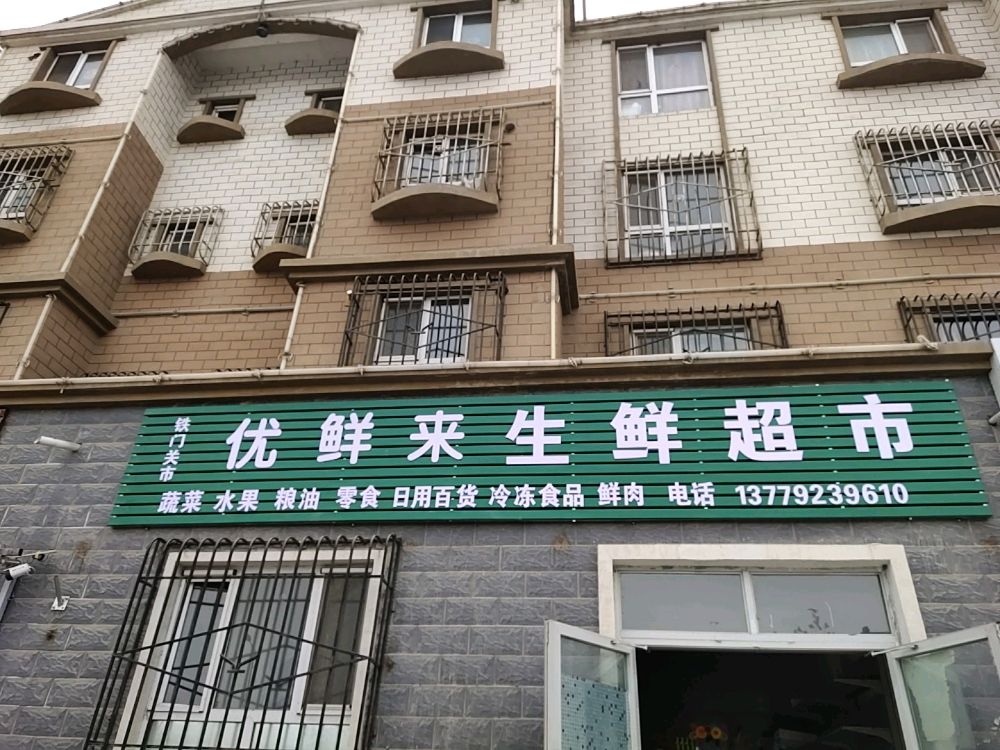 铁门关市
优鲜来生鲜超市
蔬菜 水果 粮油 零食 日用百货 冷冻食品 鲜肉 电话 13779239610